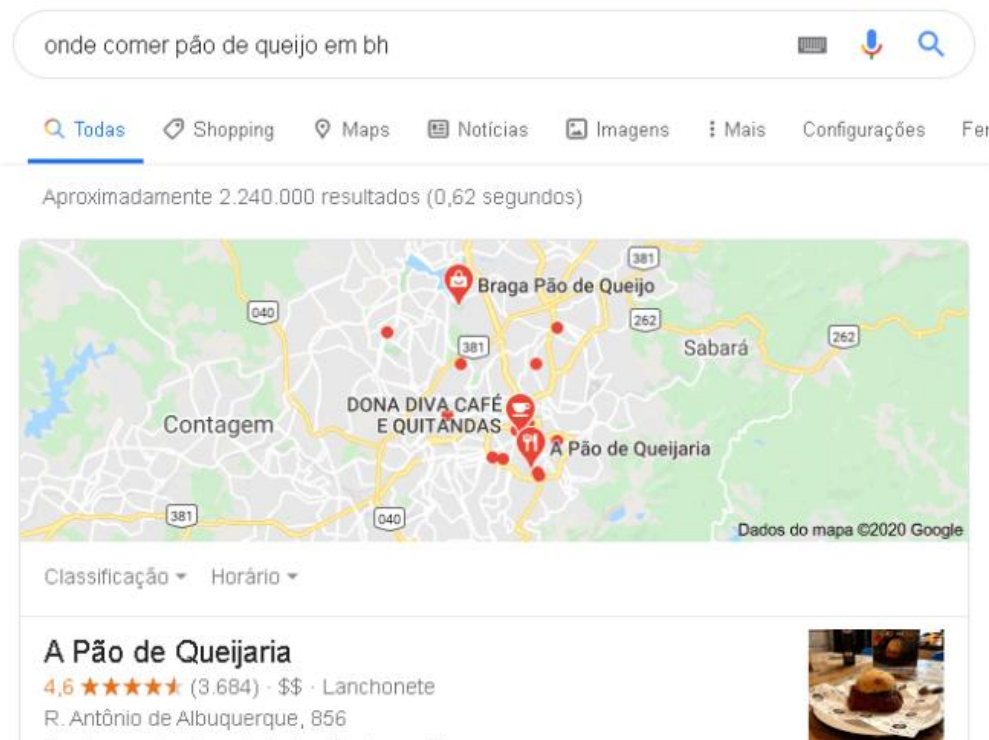 onde comer pão de queijo em bh
Todas Shopping Maps Notícias Imagens Mais Configurações Fer
Aproximadamente 2.240.000 resultados (0,62 segundos)
381
Braga Pão de Queijo
040
262
262
381
Sabará
DONA DIVA CAFÉ
E QUITANDAS
Contagem
A Pão de Queijaria
381
040
Dados do mapa ©2020 Google
Classificação Horário
A Pão de Queijaria
4,6 (3.684) · $$ · Lanchonete
R. Antônio de Albuquerque, 856